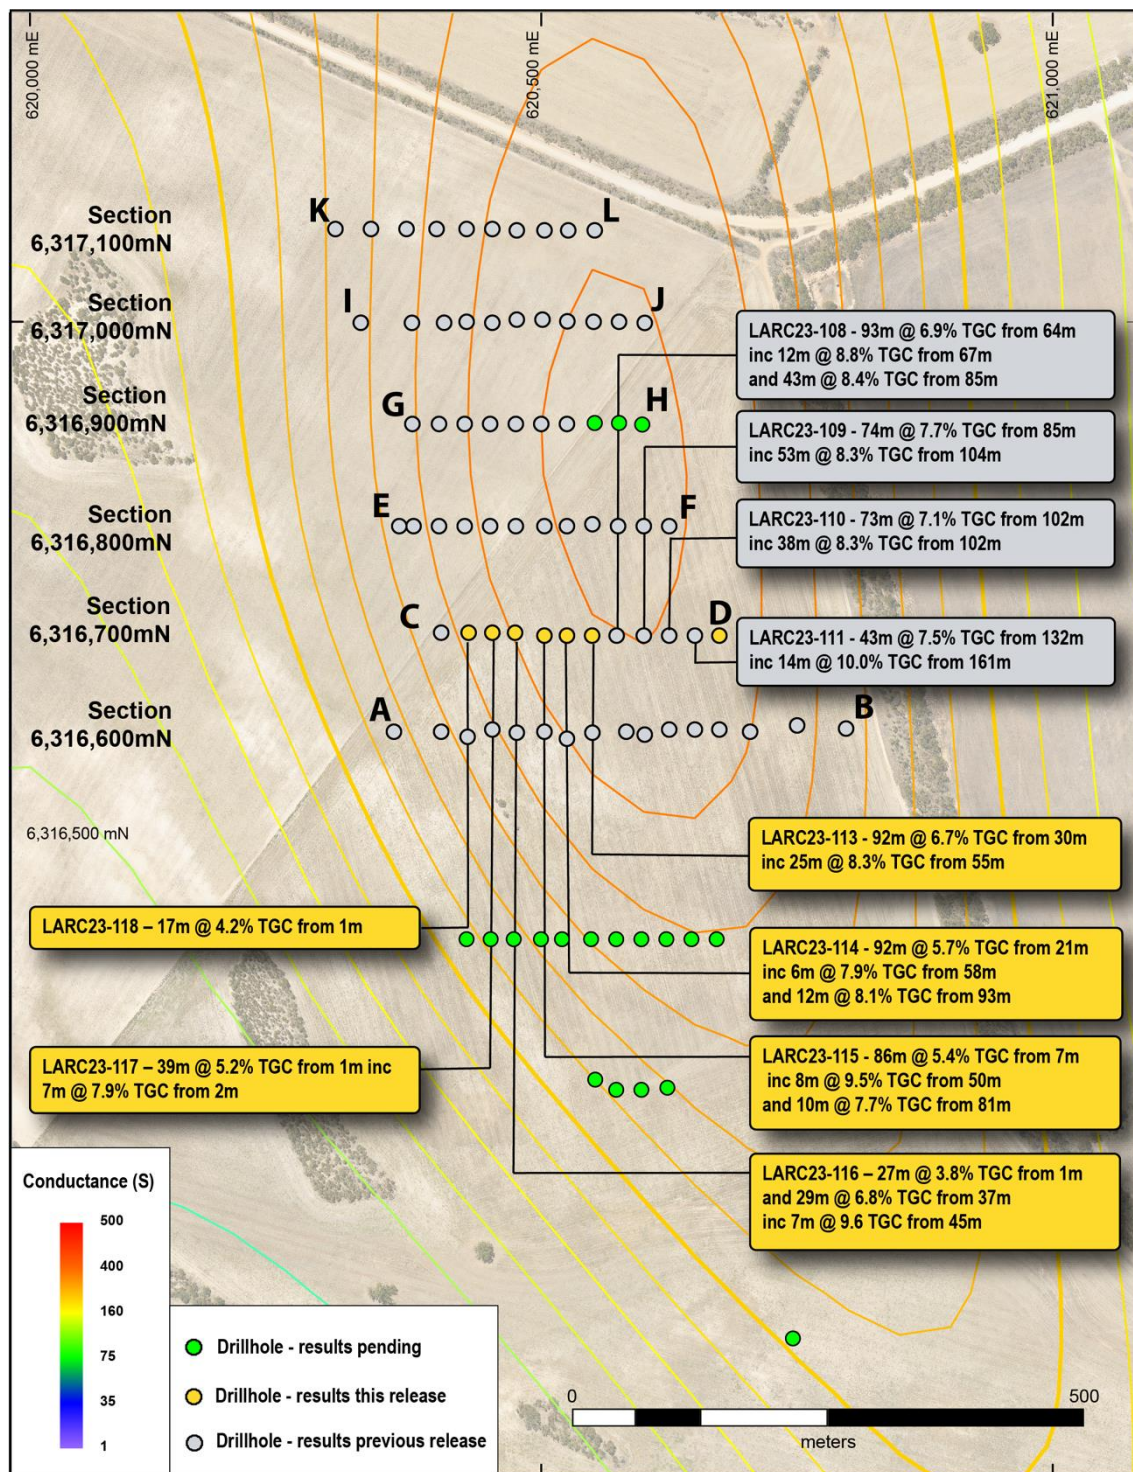 620,000 mE
620,500 mE
621,000 mE
Section
6,317,100mN
K
L
Section
6,317,000mN
I
J
LARC23-108 - 93m @ 6.9% TGC from 64m
inc 12m @ 8.8% TGC from 67m
and 43m @ 8.4% TGC from 85m
Section
6,316,900mN
G
H
LARC23-109 - 74m @ 7.7% TGC from 85m
inc 53m @ 8.3% TGC from 104m
Section
6,316,800mN
E
F
LARC23-110 - 73m @ 7.1% TGC from 102m
inc 38m @ 8.3% TGC from 102m
Section
6,316,700mN
C
D
LARC23-111 - 43m @ 7.5% TGC from 132m
inc 14m @ 10.0% TGC from 161m
Section
6,316,600mN
A
B
6,316,500 mN
LARC23-113 - 92m @ 6.7% TGC from 30m
inc 25m @ 8.3% TGC from 55m
LARC23-118 – 17m @ 4.2% TGC from 1m
LARC23-114 - 92m @ 5.7% TGC from 21m
inc 6m @ 7.9% TGC from 58m
and 12m @ 8.1% TGC from 93m
LARC23-117 – 39m @ 5.2% TGC from 1m inc
7m @ 7.9% TGC from 2m
LARC23-115 - 86m @ 5.4% TGC from 7m
inc 8m @ 9.5% TGC from 50m
and 10m @ 7.7% TGC from 81m
LARC23-116 – 27m @ 3.8% TGC from 1m
and 29m @ 6.8% TGC from 37m
inc 7m @ 9.6 TGC from 45m
Conductance (S)
500
400
160
75
35
1
Drillhole - results pending
Drillhole - results this release
Drillhole - results previous release
0
500
meters